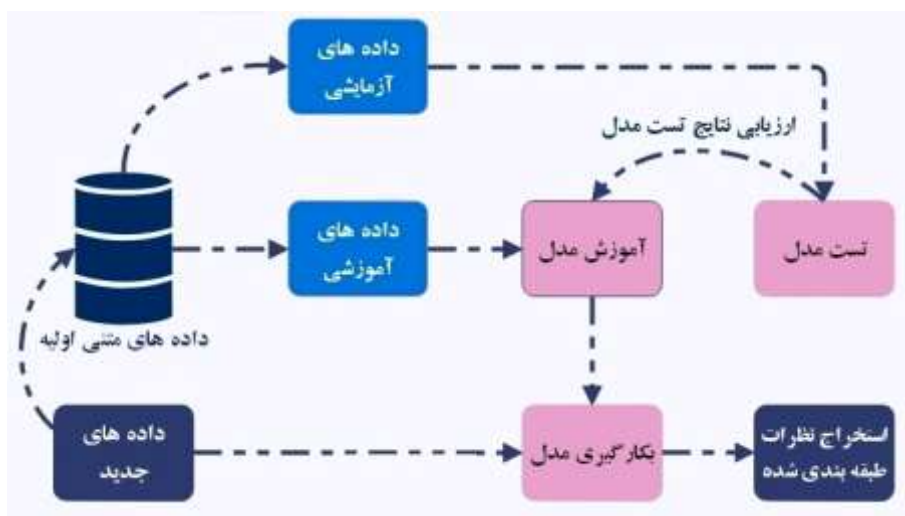 داده های
آزمایشی
ارزیابی نتایج تست مدل
داده های
آموزشی
آموزش مدل
تست مدل
داده های متنی اولیه
داده های
جدید
بکارگیری مدل
استخراج نظرات
طبقه بندی شده